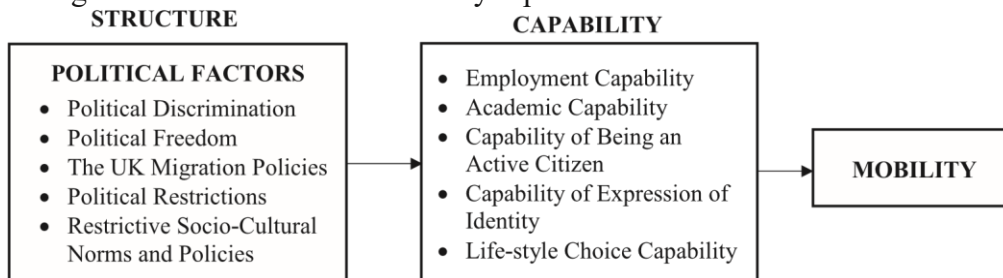 STRUCTURE
POLITICAL FACTORS
• Political Discrimination
• Political Freedom
• The UK Migration Policies
• Political Restrictions
• Restrictive Socio-Cultural
Norms and Policies
CAPABILITY
• Employment Capability
• Academic Capability
• Capability of Being an
Active Citizen
• Capability of Expression of
Identity
• Life-style Choice Capability
MOBILITY